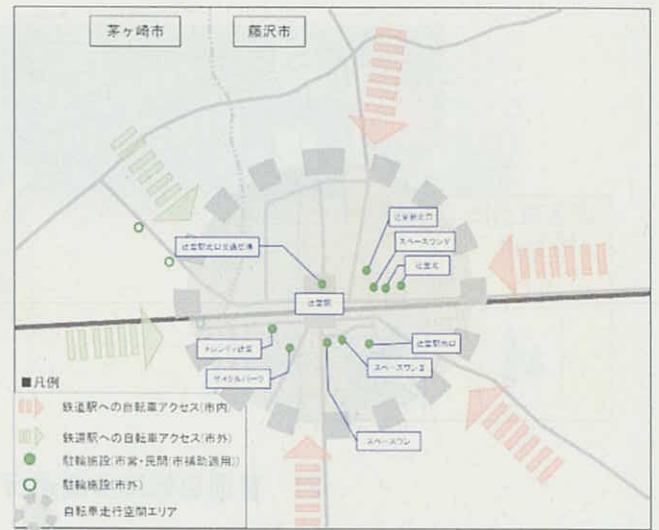 茅ヶ崎市
藤沢市
辻堂駅北口
スペースワンⅤ
辻堂駅北口交通広場
辻堂北
辻堂駅
トレンディ辻堂
辻堂駅南口
サイクルパーク
スペースワンⅡ
スペースワン
■凡例
鉄道駅への自転車アクセス(市内)
鉄道駅への自転車アクセス(市外)
駐輪施設(市営・民間(市補助適用))
駐輪施設(市外)
自転車走行空間エリア